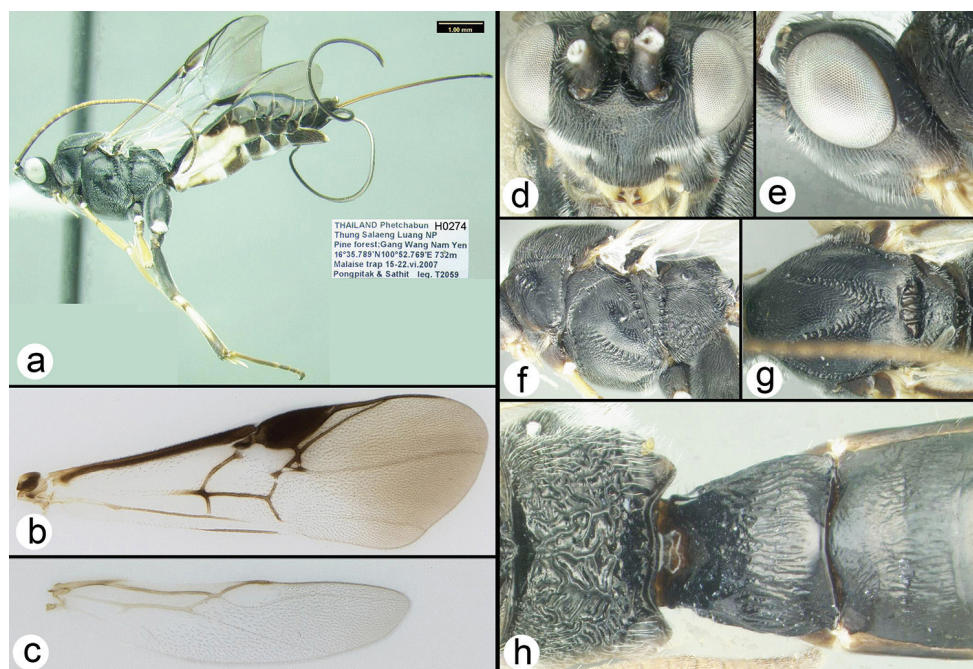 1.00 mm
THAILAND Phetchabun H0274
Thung Salaeng Luang NP
Pine forest;Gang Wang Nam Yen
16°35.789'N100°52.769'E 732m
Malaise trap 15-22.vi.2007
Pongpitak & Sathit leg. T2059
a
b
c
d
e
f
g
h